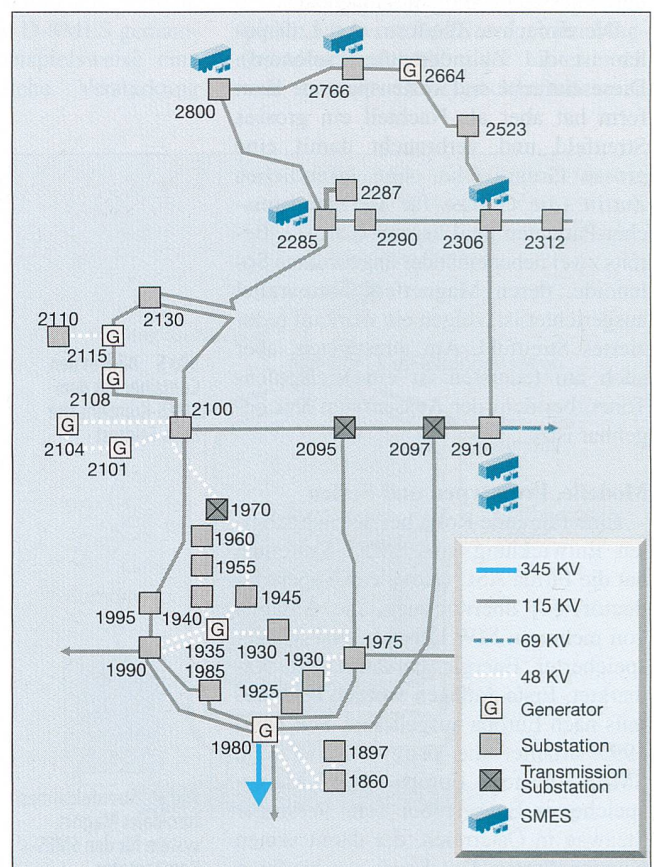 2800
2766
G
2664
2523
2287
2285
2290
2306
2312
2130
2110
G
2115
G
2108
2100
G
2104
G
2101
2095
2097
2910
1970
1960
1955
1940
1945
1995
G
1935
1930
1990
1985
1930
1975
1925
G
1980
1897
1860
345 KV
115 KV
69 KV
48 KV
G Generator
Substation
Transmission
Substation
SMES